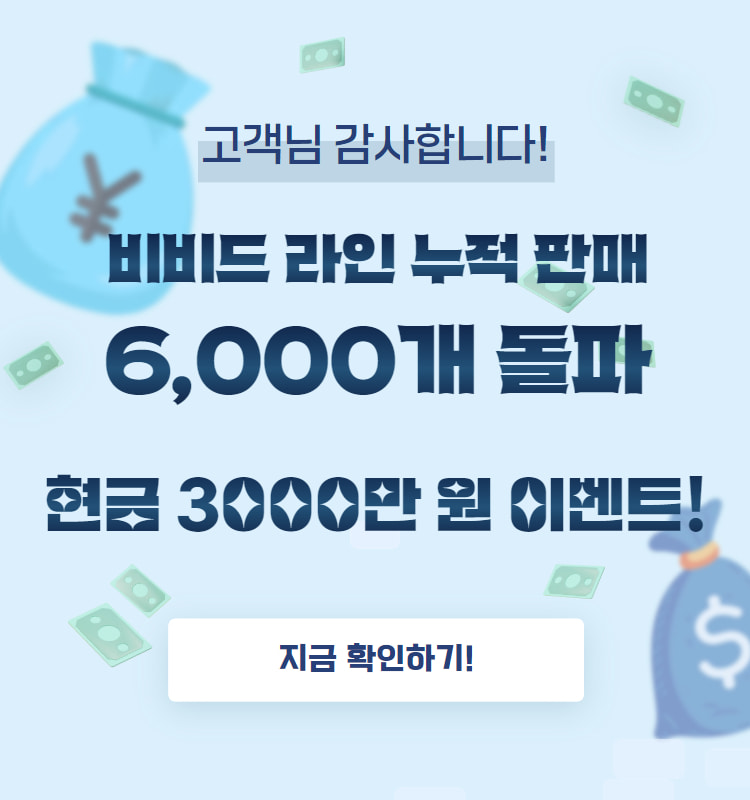 고객님 감사합니다!
비비드 라인 누적 판매
6,000개 돌파
현금 3000만 원 이벤트!
지금 확인하기!